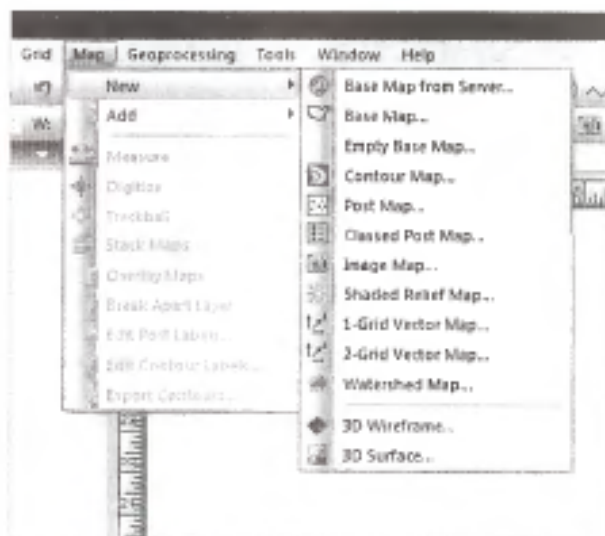 Grid Map Geoprocessing Tools Window Help
New
Add
Measure
Digitize
Trackball
Stack Maps
Overlay Maps
Break Apart Layer
Edit Post Labels...
Edit Contour Labels...
Export Contours...
Base Map from Server...
Base Map...
Empty Base Map...
Contour Map...
Post Map...
Classed Post Map...
Image Map...
Shaded Relief Map...
1-Grid Vector Map...
2-Grid Vector Map...
Watershed Map...
3D Wireframe...
3D Surface...